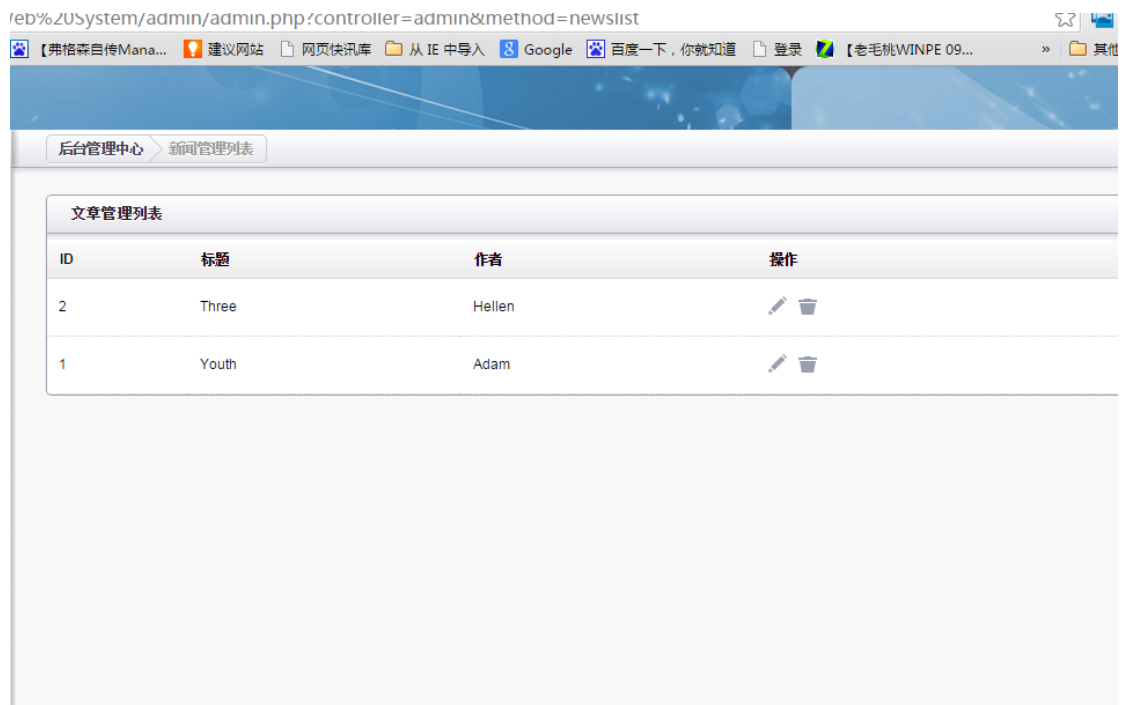 /eb%20System/admin/admin.php?controller=admin&method=newslist
【弗格森自传Mana... 建议网站 网页快讯库 从 IE 中导入 Google 百度一下，你就知道 登录 【老毛桃WINPE 09... » 其他
后台管理中心 新闻管理列表
文章管理列表
ID 标题 作者 操作
2 Three Hellen
1 Youth Adam